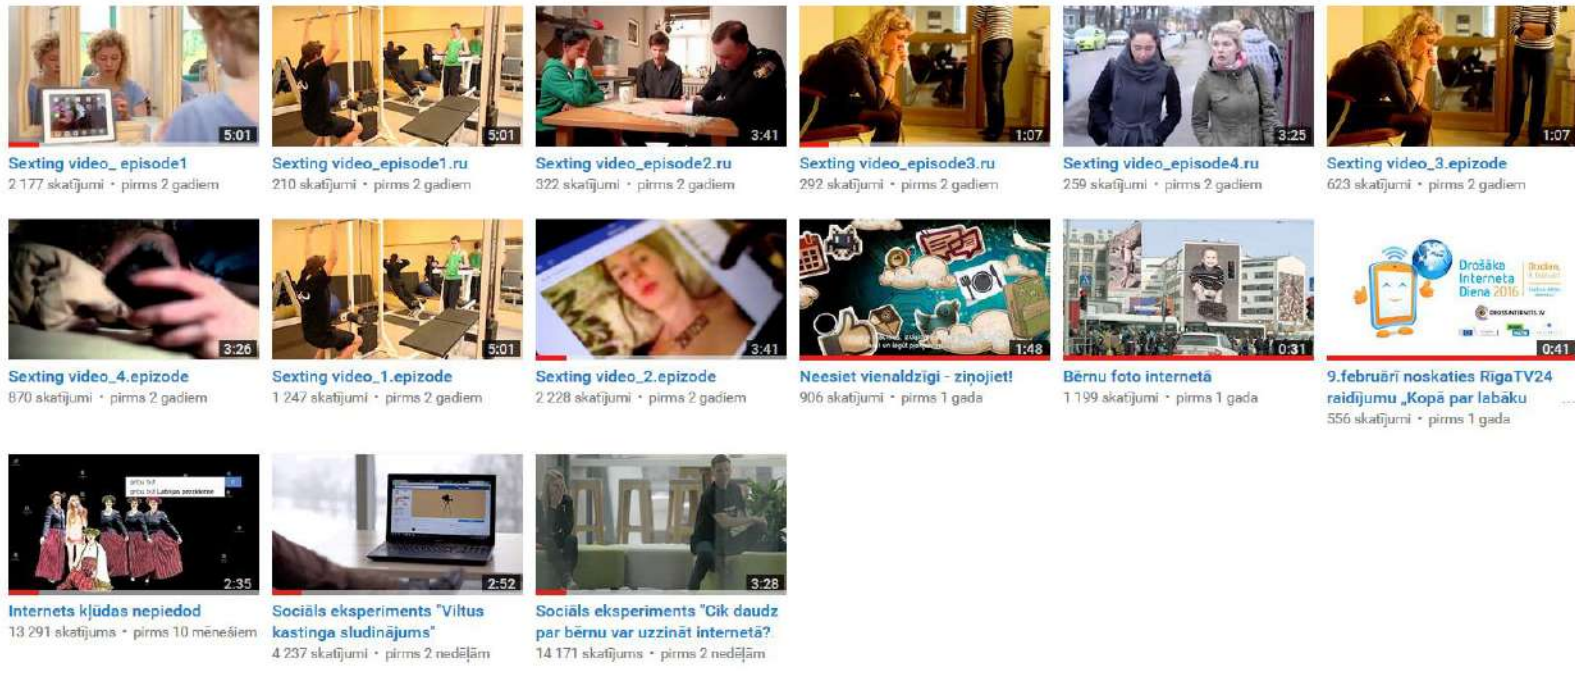 5:01
5:01
3:41
1:07
3:25
1:07
Sexting video_ episode1
2 177 skatījumi • pirms 2 gadiem
Sexting video_episode1.ru
210 skatījumi • pirms 2 gadiem
Sexting video_episode2.ru
322 skatījumi • pirms 2 gadiem
Sexting video_episode3.ru
292 skatījumi • pirms 2 gadiem
Sexting video_episode4.ru
259 skatījumi • pirms 2 gadiem
Sexting video_3.epizode
623 skatījumi • pirms 2 gadiem
3:26
5:01
3:41
1:48
0:31
Drošāka
Interneta
Diena 2016
DROSSINTERNETS.LV
0:41
Sexting video_4.epizode
870 skatījumi • pirms 2 gadiem
Sexting video_1.epizode
1 247 skatījumi • pirms 2 gadiem
Sexting video_2.epizode
2 228 skatījumi • pirms 2 gadiem
Neesiet vienaldzīgi - ziņojiet!
906 skatījumi • pirms 1 gada
Bērnu foto internetā
1 199 skatījumi • pirms 1 gada
9.februārī noskaties RīgaTV24
raidījumu „Kopā par labāku ...
556 skatījumi • pirms 1 gada
gribu būt
gribu būt Latvijas prezidente
2:35
2:52
3:28
Internets kļūdas nepiedod
13 291 skatījums • pirms 10 mēnešiem
Sociāls eksperiments "Viltus
kastinga sludinājums"
4 237 skatījumi • pirms 2 nedēļām
Sociāls eksperiments "Cik daudz
par bērnu var uzzināt internetā?
14 171 skatījums • pirms 2 nedēļām